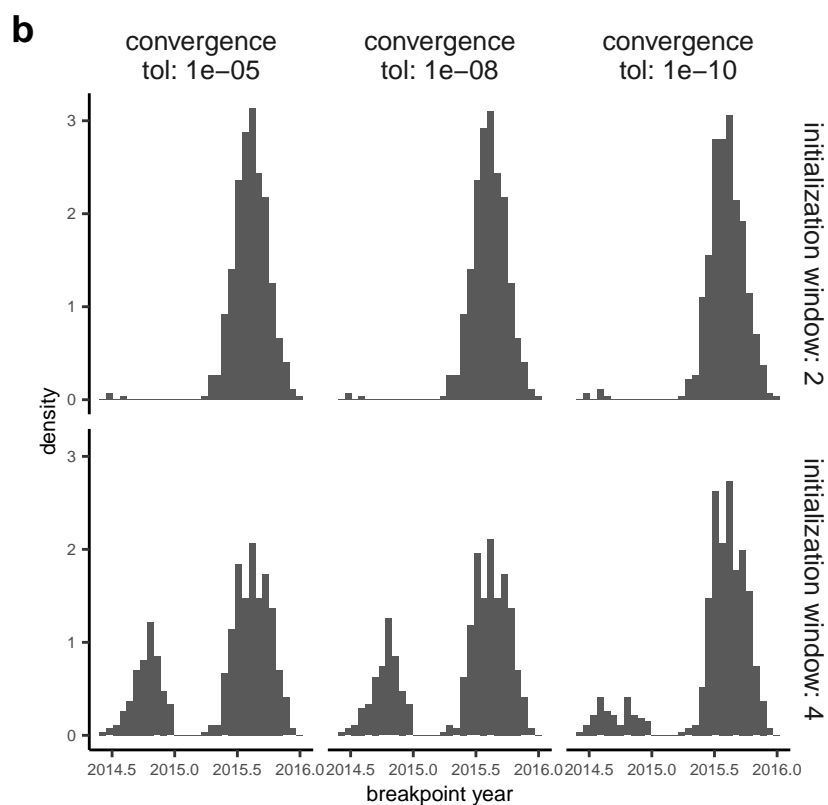 b
convergence
tol: 1e−05
convergence
tol: 1e−08
convergence
tol: 1e−10
3
2
1
0
initialization window: 2
density
3
2
1
0
initialization window: 4
2014.5 2015.0 2015.5 2016.0
2014.5 2015.0 2015.5 2016.0
2014.5 2015.0 2015.5 2016.0
breakpoint year